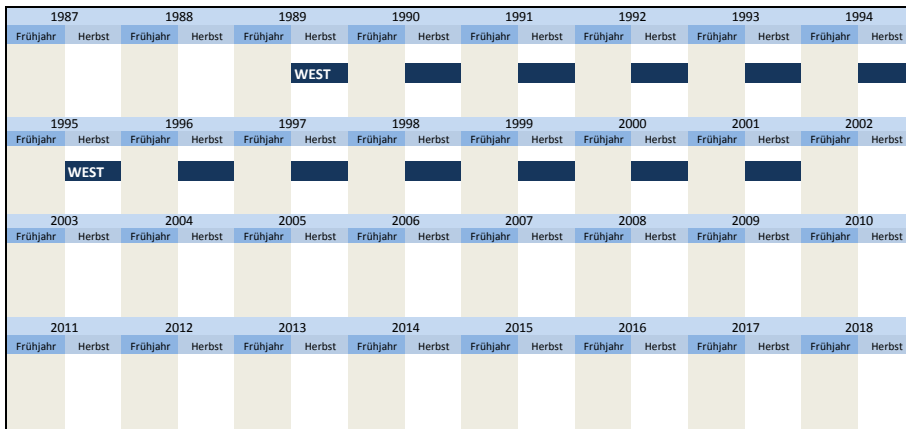 1987 1988 1989 1990 1991 1992 1993 1994
Frühjahr Herbst Frühjahr Herbst Frühjahr Herbst Frühjahr Herbst Frühjahr Herbst Frühjahr Herbst Frühjahr Herbst Frühjahr Herbst
WEST
1995 1996 1997 1998 1999 2000 2001 2002
Frühjahr Herbst Frühjahr Herbst Frühjahr Herbst Frühjahr Herbst Frühjahr Herbst Frühjahr Herbst Frühjahr Herbst Frühjahr Herbst
WEST
2003 2004 2005 2006 2007 2008 2009 2010
Frühjahr Herbst Frühjahr Herbst Frühjahr Herbst Frühjahr Herbst Frühjahr Herbst Frühjahr Herbst Frühjahr Herbst Frühjahr Herbst
2011 2012 2013 2014 2015 2016 2017 2018
Frühjahr Herbst Frühjahr Herbst Frühjahr Herbst Frühjahr Herbst Frühjahr Herbst Frühjahr Herbst Frühjahr Herbst Frühjahr Herbst